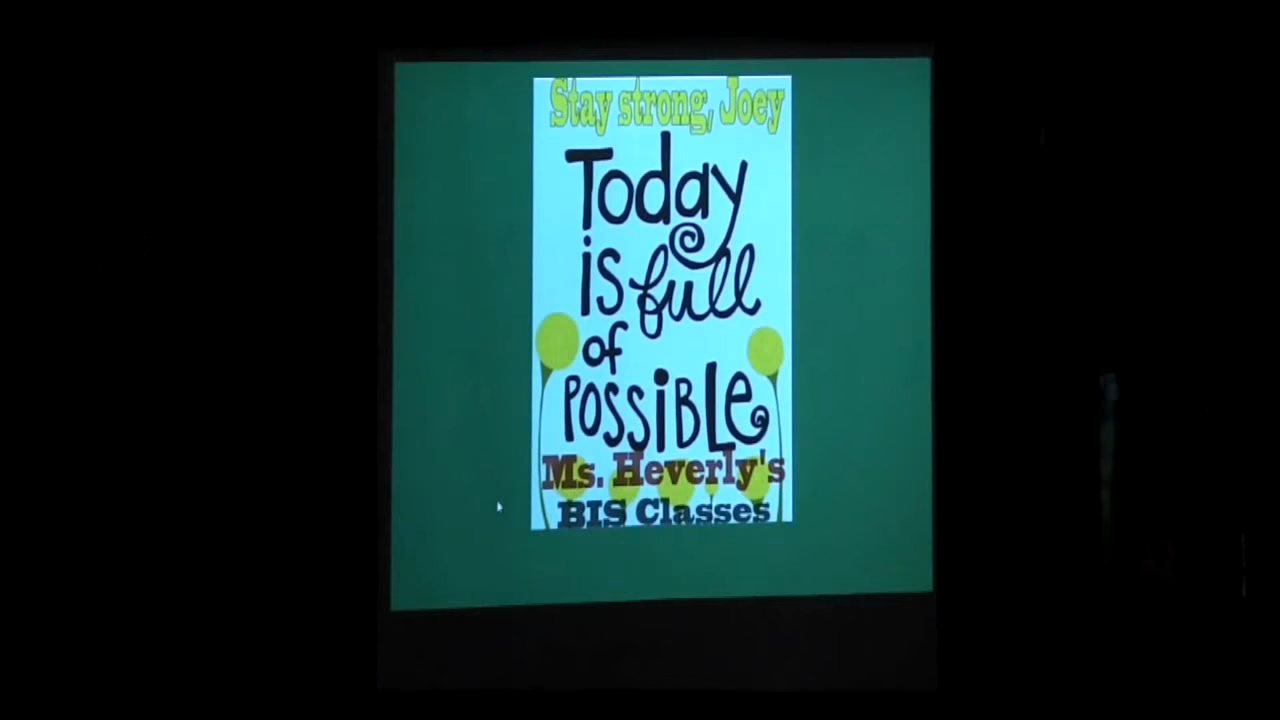 Stay strong, Joey
Today
is full
of
POSSIBLE
Ms. Heverly's
BIS Classes